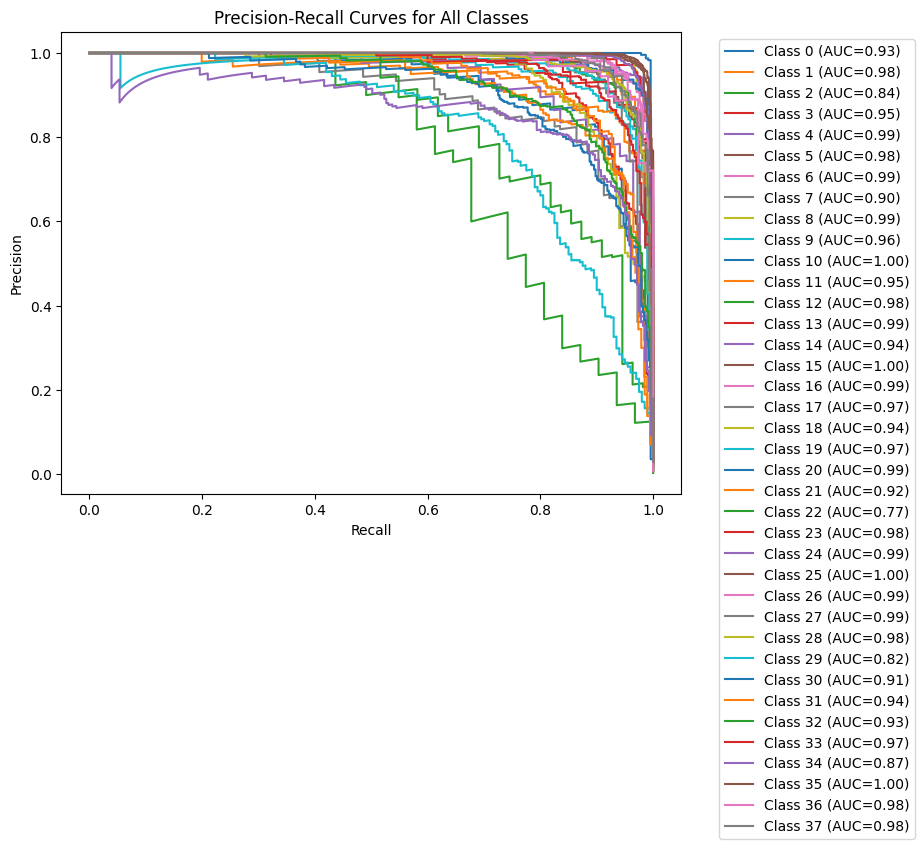 Precision-Recall Curves for All Classes
1.0
0.8
0.6
0.4
0.2
0.0
Precision
0.0 0.2 0.4 0.6 0.8 1.0
Recall
Class 0 (AUC=0.93)
Class 1 (AUC=0.98)
Class 2 (AUC=0.84)
Class 3 (AUC=0.95)
Class 4 (AUC=0.99)
Class 5 (AUC=0.98)
Class 6 (AUC=0.99)
Class 7 (AUC=0.90)
Class 8 (AUC=0.99)
Class 9 (AUC=0.96)
Class 10 (AUC=1.00)
Class 11 (AUC=0.95)
Class 12 (AUC=0.98)
Class 13 (AUC=0.99)
Class 14 (AUC=0.94)
Class 15 (AUC=1.00)
Class 16 (AUC=0.99)
Class 17 (AUC=0.97)
Class 18 (AUC=0.94)
Class 19 (AUC=0.97)
Class 20 (AUC=0.99)
Class 21 (AUC=0.92)
Class 22 (AUC=0.77)
Class 23 (AUC=0.98)
Class 24 (AUC=0.99)
Class 25 (AUC=1.00)
Class 26 (AUC=0.99)
Class 27 (AUC=0.99)
Class 28 (AUC=0.98)
Class 29 (AUC=0.82)
Class 30 (AUC=0.91)
Class 31 (AUC=0.94)
Class 32 (AUC=0.93)
Class 33 (AUC=0.97)
Class 34 (AUC=0.87)
Class 35 (AUC=1.00)
Class 36 (AUC=0.98)
Class 37 (AUC=0.98)